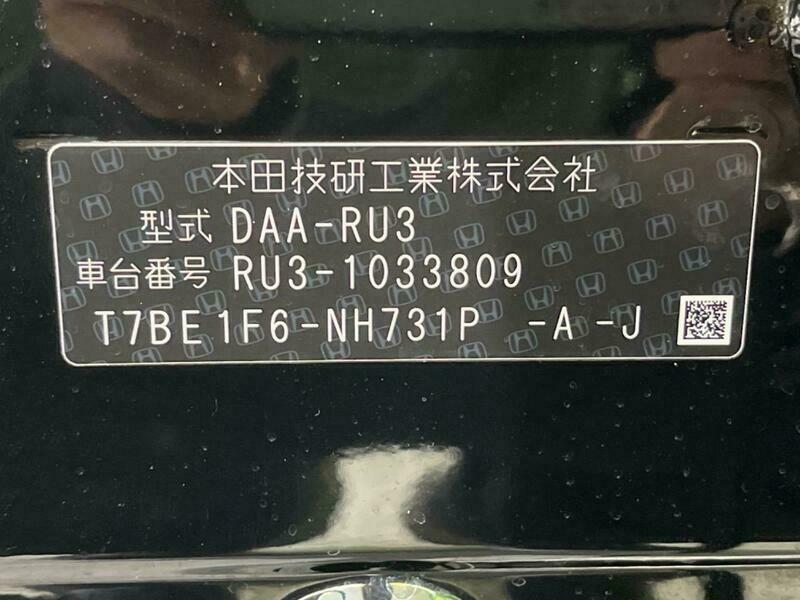 本田技研工業株式会社
型式 DAA-RU3
車台番号 RU3-1033809
T7BE1F6-NH731P -A-J